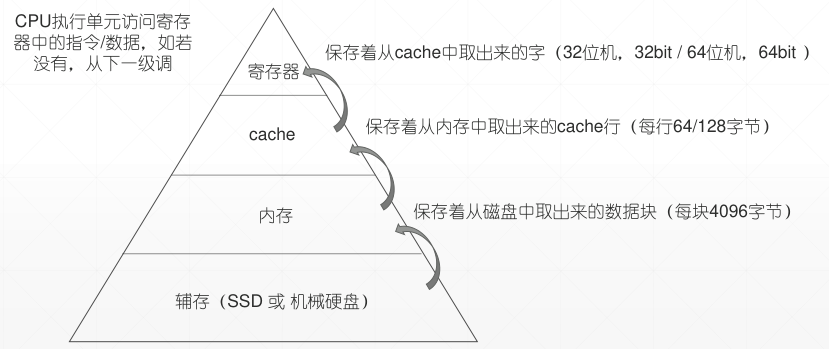 CPU执行单元访问寄存
器中的指令/数据，如若
没有，从下一级调
寄存器
保存着从cache中取出来的字（32位机，32bit / 64位机，64bit ）
cache
保存着从内存中取出来的cache行（每行64/128字节）
内存
保存着从磁盘中取出来的数据块（每块4096字节）
辅存（SSD 或 机械硬盘）